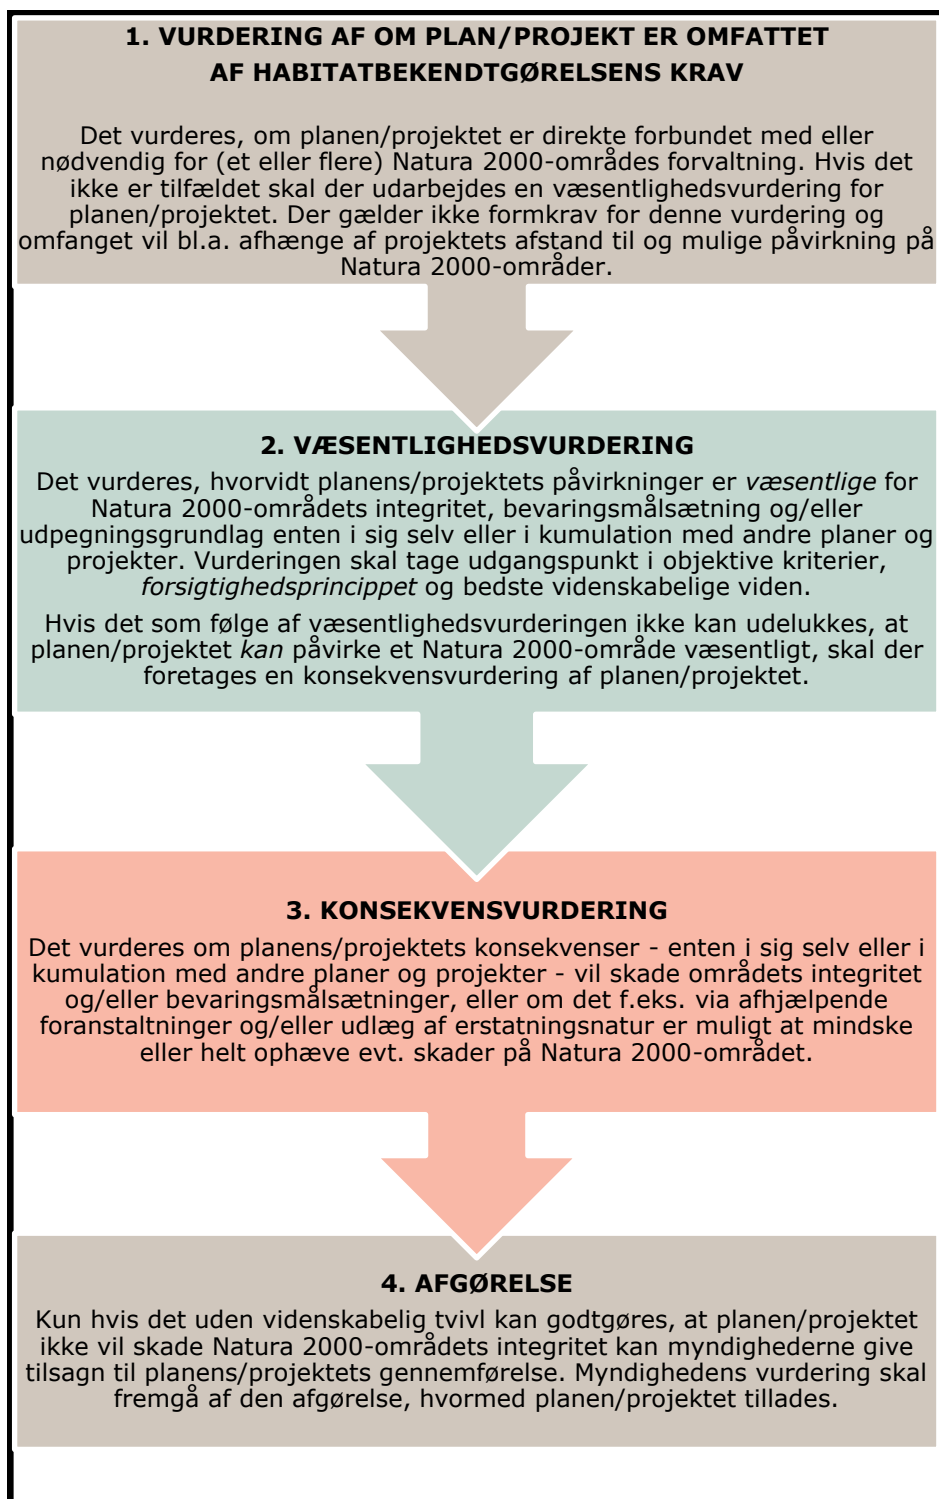 1. VURDERING AF OM PLAN/PROJEKT ER OMFATTET
AF HABITATBEKENDTGØRELSENS KRAV
Det vurderes, om planen/projektet er direkte forbundet med eller
nødvendig for (et eller flere) Natura 2000-områdes forvaltning. Hvis det
ikke er tilfældet skal der udarbejdes en væsentlighedsvurdering for
planen/projektet. Der gælder ikke formkrav for denne vurdering og
omfanget vil bl.a. afhænge af projektets afstand til og mulige påvirkning på
Natura 2000-områder.
2. VÆSENTLIGHEDSVURDERING
Det vurderes, hvorvidt planens/projektets påvirkninger er væsentlige for
Natura 2000-områdets integritet, bevaringsmålsætning og/eller
udpegningsgrundlag enten i sig selv eller i kumulation med andre planer og
projekter. Vurderingen skal tage udgangspunkt i objektive kriterier,
forsigtighedsprincippet og bedste videnskabelige viden.
Hvis det som følge af væsentlighedsvurderingen ikke kan udelukkes, at
planen/projektet kan påvirke et Natura 2000-område væsentligt, skal der
foretages en konsekvensvurdering af planen/projektet.
3. KONSEKVENSVURDERING
Det vurderes om planens/projektets konsekvenser - enten i sig selv eller i
kumulation med andre planer og projekter - vil skade områdets integritet
og/eller bevaringsmålsætninger, eller om det f.eks. via afhjælpende
foranstaltninger og/eller udlæg af erstatningsnatur er muligt at mindske
eller helt ophæve evt. skader på Natura 2000-området.
4. AFGØRELSE
Kun hvis det uden videnskabelig tvivl kan godtgøres, at planen/projektet
ikke vil skade Natura 2000-områdets integritet kan myndighederne give
tilsagn til planens/projektets gennemførelse. Myndighedens vurdering skal
fremgå af den afgørelse, hvormed planen/projektet tillades.